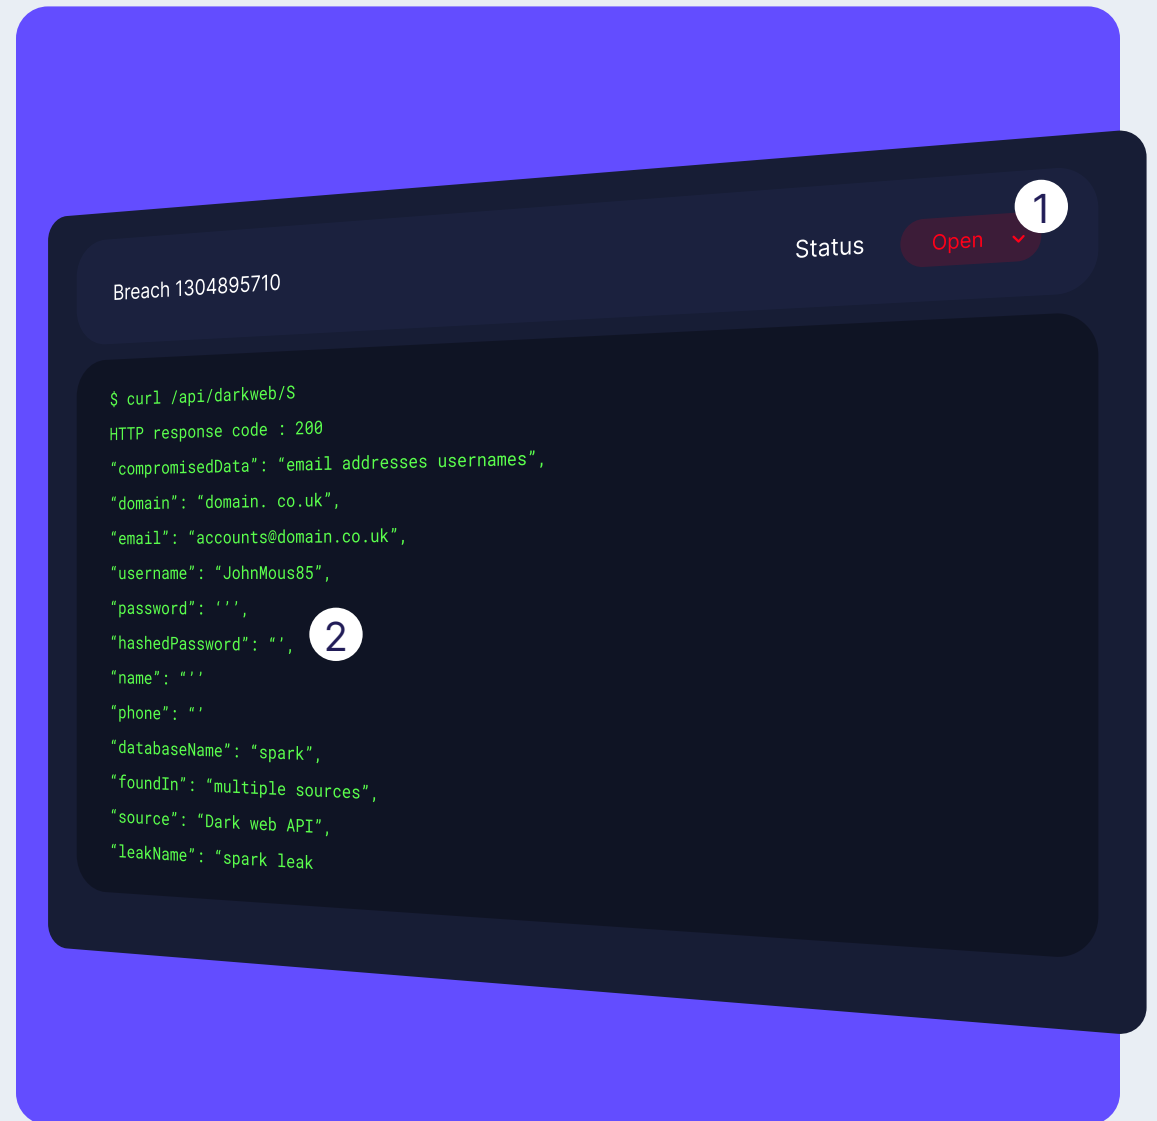 1
Breach 1304895710
Status
Open
$ curl /api/darkweb/S
HTTP response code : 200
“compromisedData”: “email addresses usernames”,
“domain”: “domain. co.uk”,
“email”: “accounts@domain.co.uk”,
“username”: “JohnMous85”,
“password”: ‘’’,
“hashedPassword”: “’,
2
“name”: “’’
“phone”: “’
“databaseName”: “spark”,
“foundIn”: “multiple sources”,
“source”: “Dark web API”,
“leakName”: “spark leak